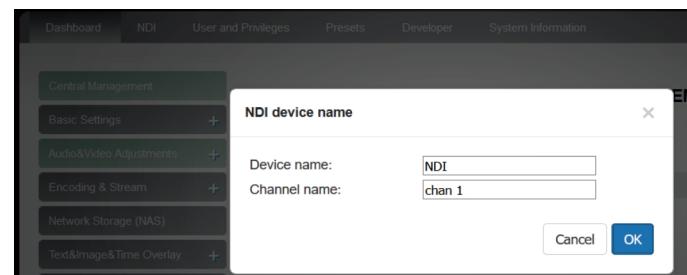 Dashboard NDI User and Privileges Presets Developer System Information
Central Management
Basic Settings +
Audio&Video Adjustments +
Encoding & Stream +
Network Storage (NAS)
Text&Image&Time Overlay +
NDI device name ×
Device name: NDI
Channel name: chan 1
Cancel OK